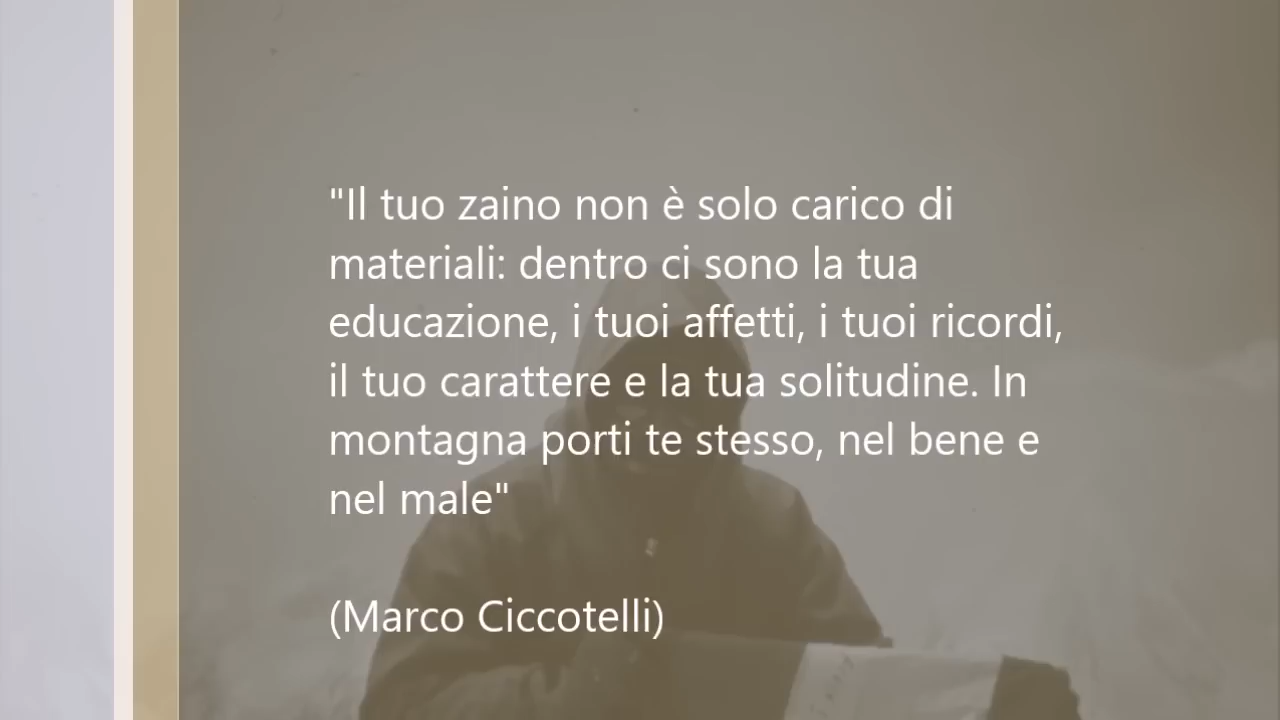 "Il tuo zaino non è solo carico di
materiali: dentro ci sono la tua
educazione, i tuoi affetti, i tuoi ricordi,
il tuo carattere e la tua solitudine. In
montagna porti te stesso, nel bene e
nel male"
(Marco Ciccotelli)